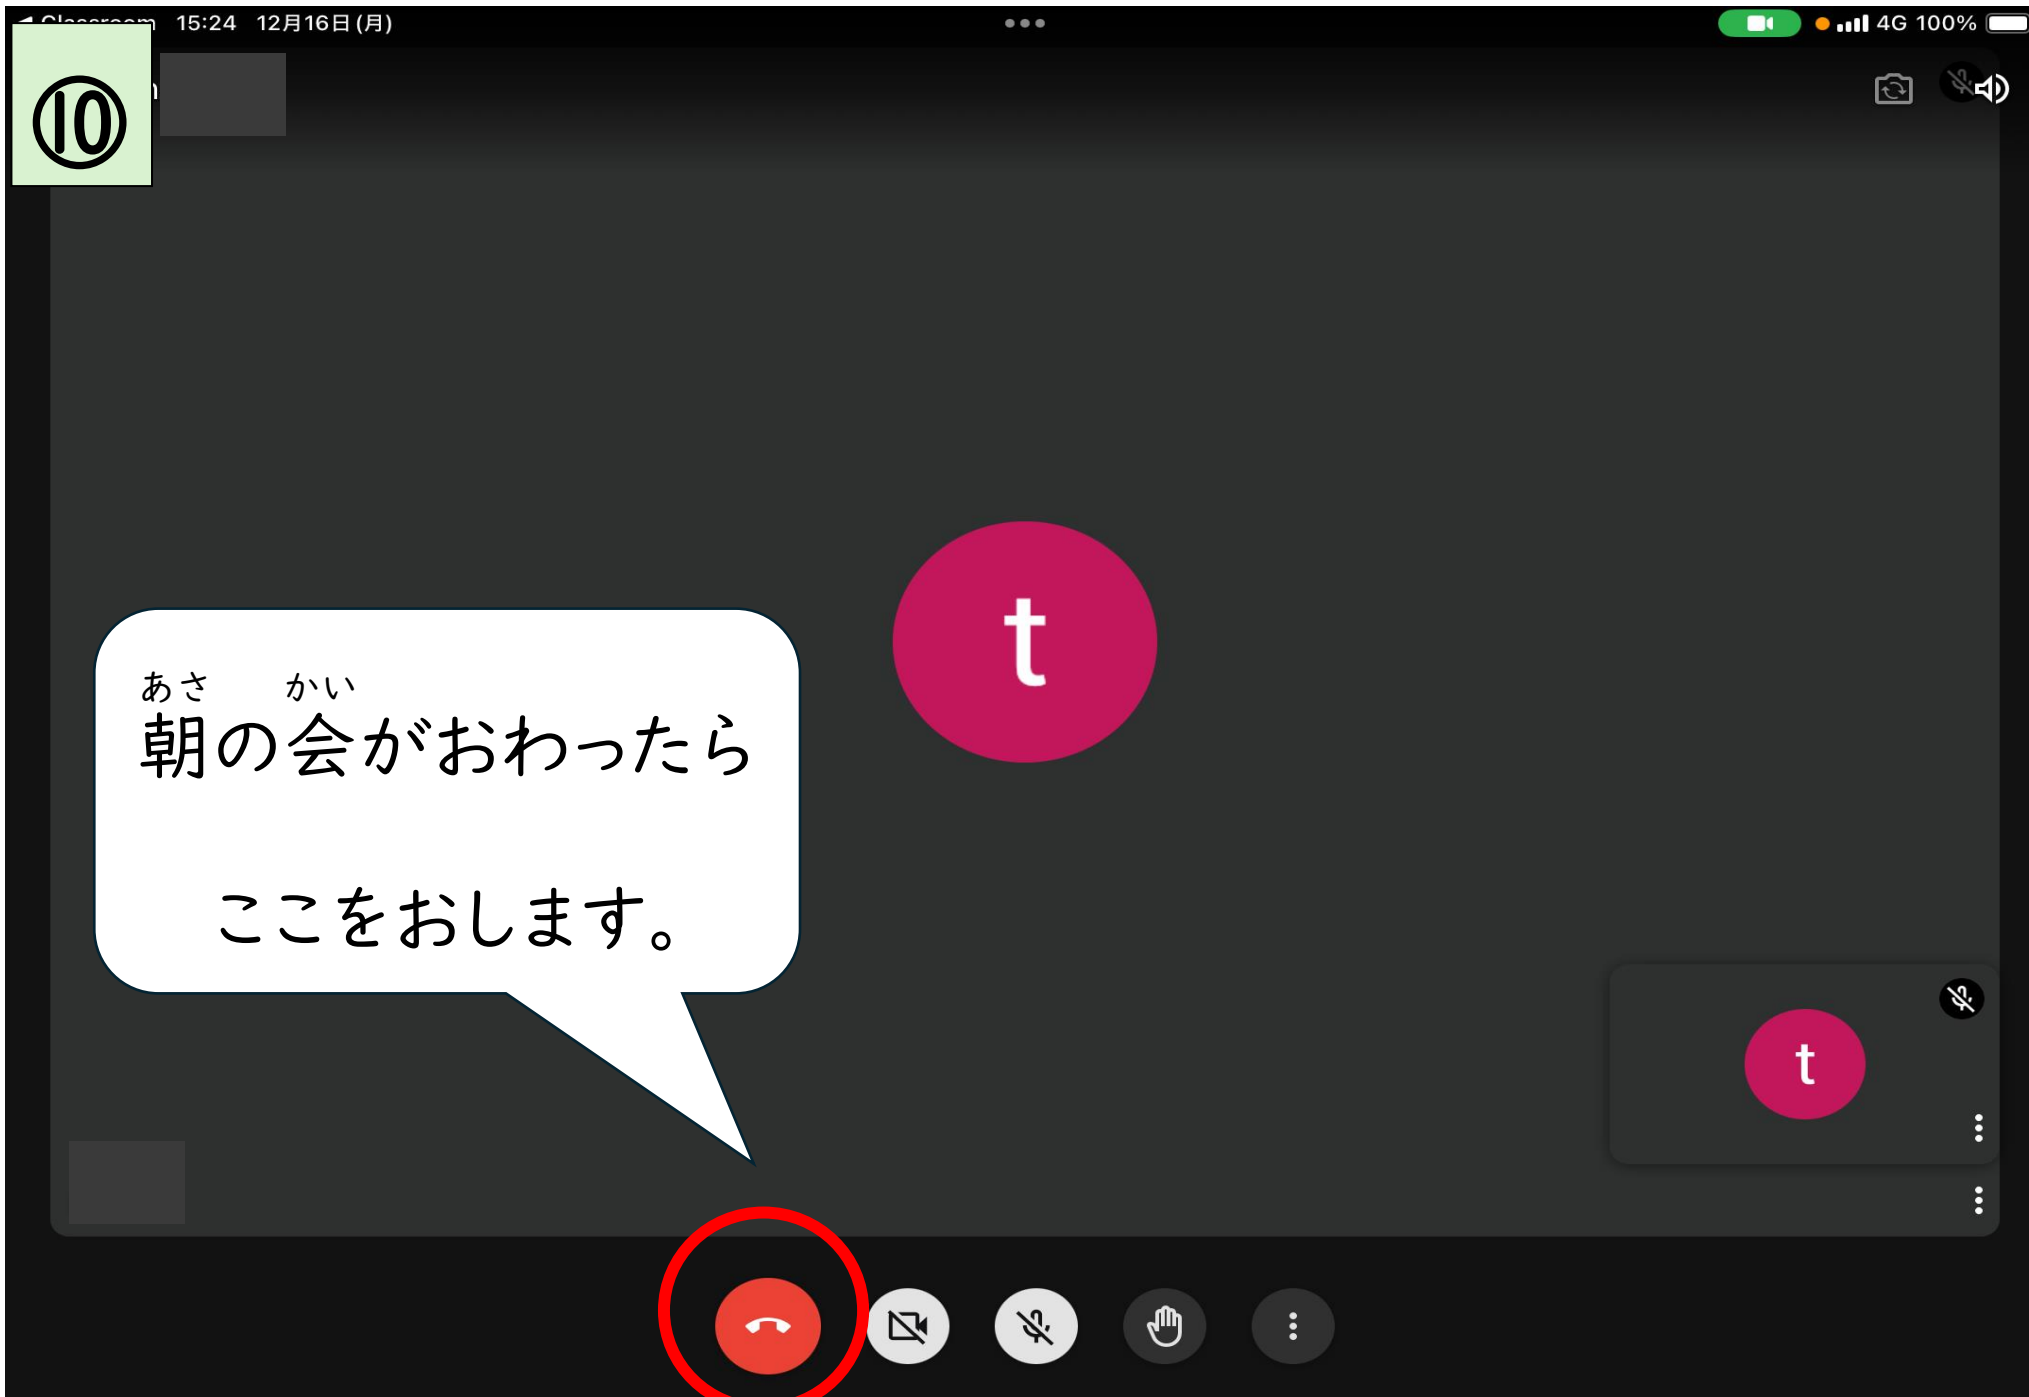 15:24 12月16日(月)
4G 100%
⑩
あさ かい
朝の会がおわったら
ここをおします。
t
t